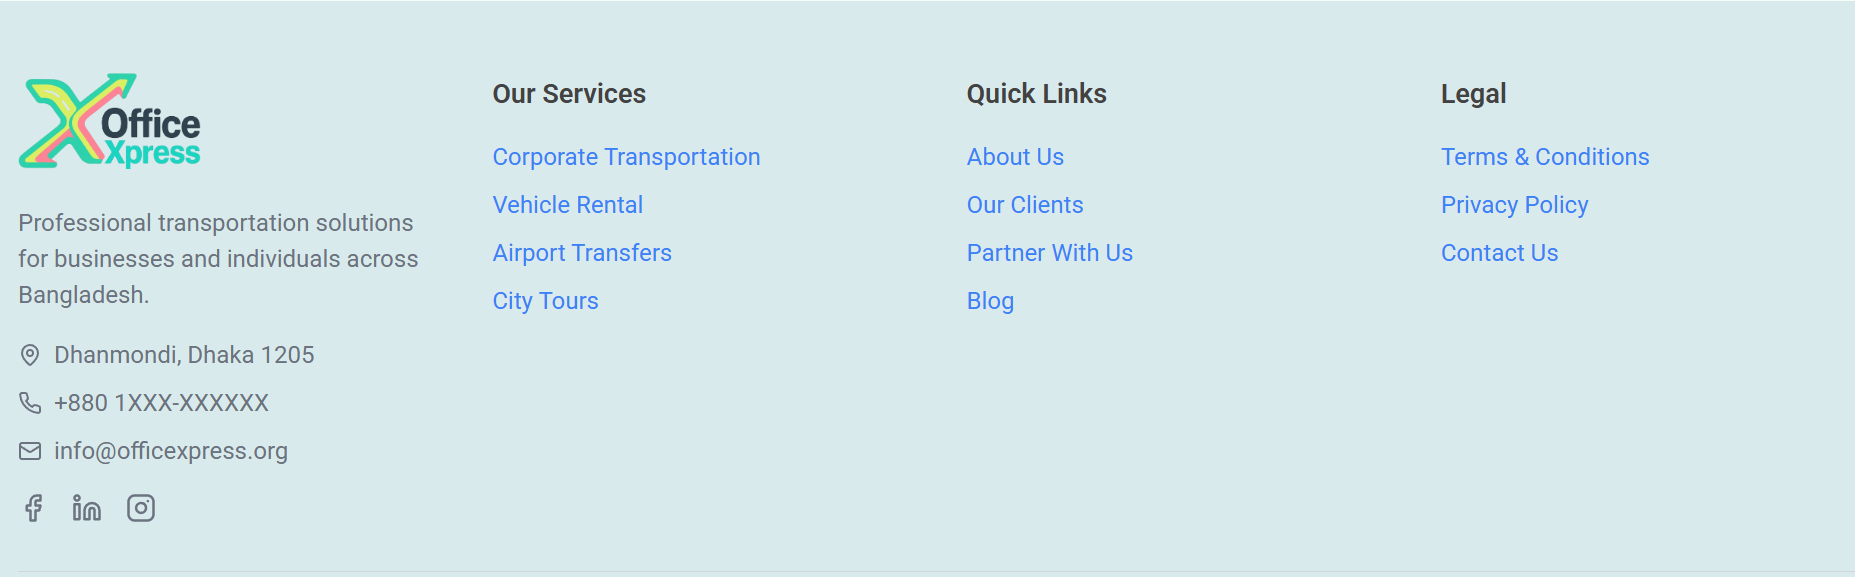 Office
Xpress
Professional transportation solutions
for businesses and individuals across
Bangladesh.
Dhanmondi, Dhaka 1205
+880 1XXX-XXXXXX
info@officexpress.org
Our Services
Corporate Transportation
Vehicle Rental
Airport Transfers
City Tours
Quick Links
About Us
Our Clients
Partner With Us
Blog
Legal
Terms & Conditions
Privacy Policy
Contact Us